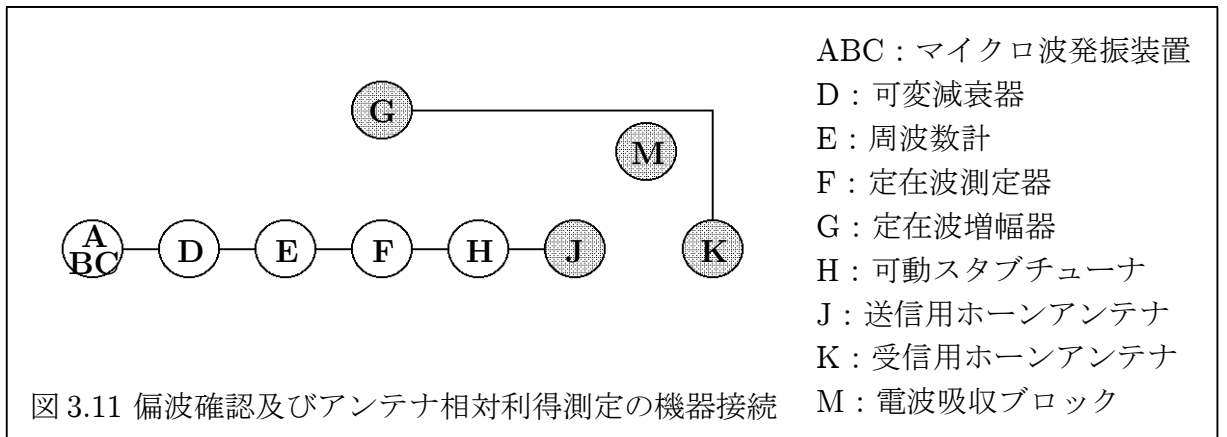 G
M
A
BC
D
E
F
H
J
K
ABC：マイクロ波発振装置
D：可変減衰器
E：周波数計
F：定在波測定器
G：定在波増幅器
H：可動スタブチューナ
J：送信用ホーンアンテナ
K：受信用ホーンアンテナ
M：電波吸収ブロック
図 3.11 偏波確認及びアンテナ相対利得測定の機器接続